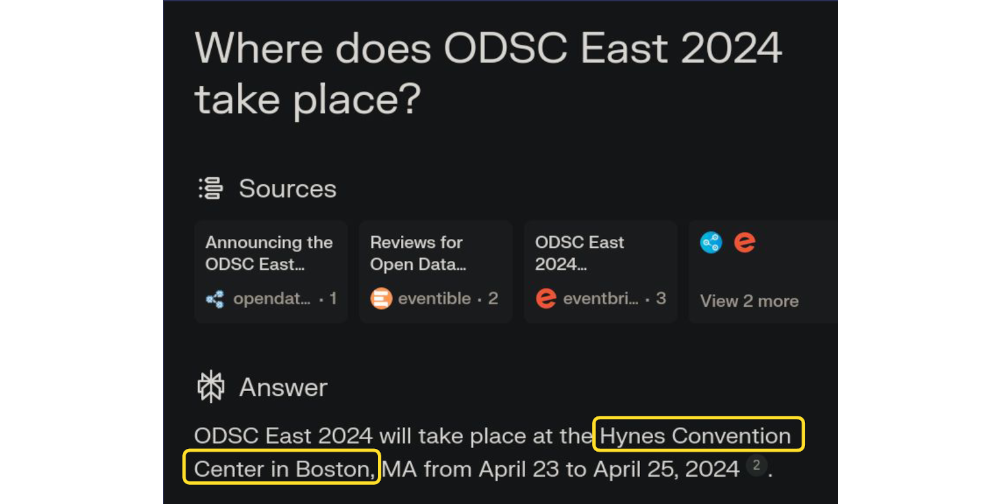 Where does ODSC East 2024
take place?
Sources
Announcing the
ODSC East...
opendat... · 1
Reviews for
Open Data...
eventible · 2
ODSC East
2024...
eventbri... · 3
View 2 more
Answer
ODSC East 2024 will take place at the Hynes Convention
Center in Boston, MA from April 23 to April 25, 2024 2 .